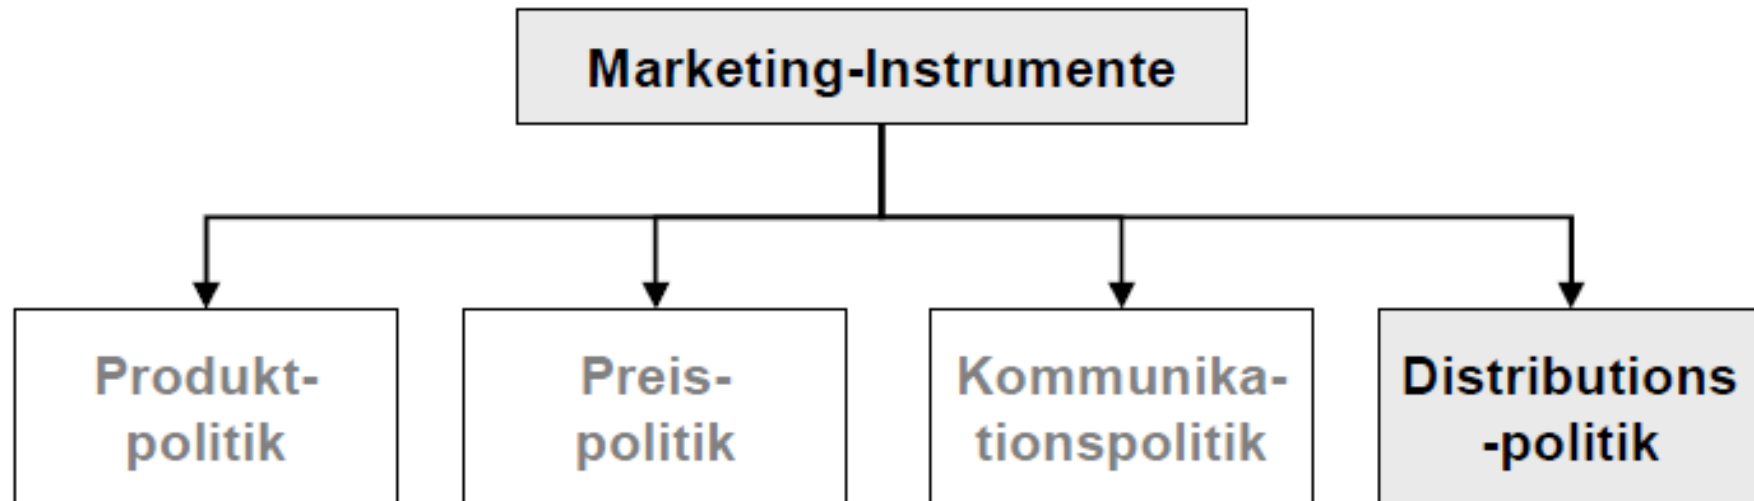 Marketing-Instrumente
Produkt-
politik
Preis-
politik
Kommunika-
tionspolitik
Distributions
-politik